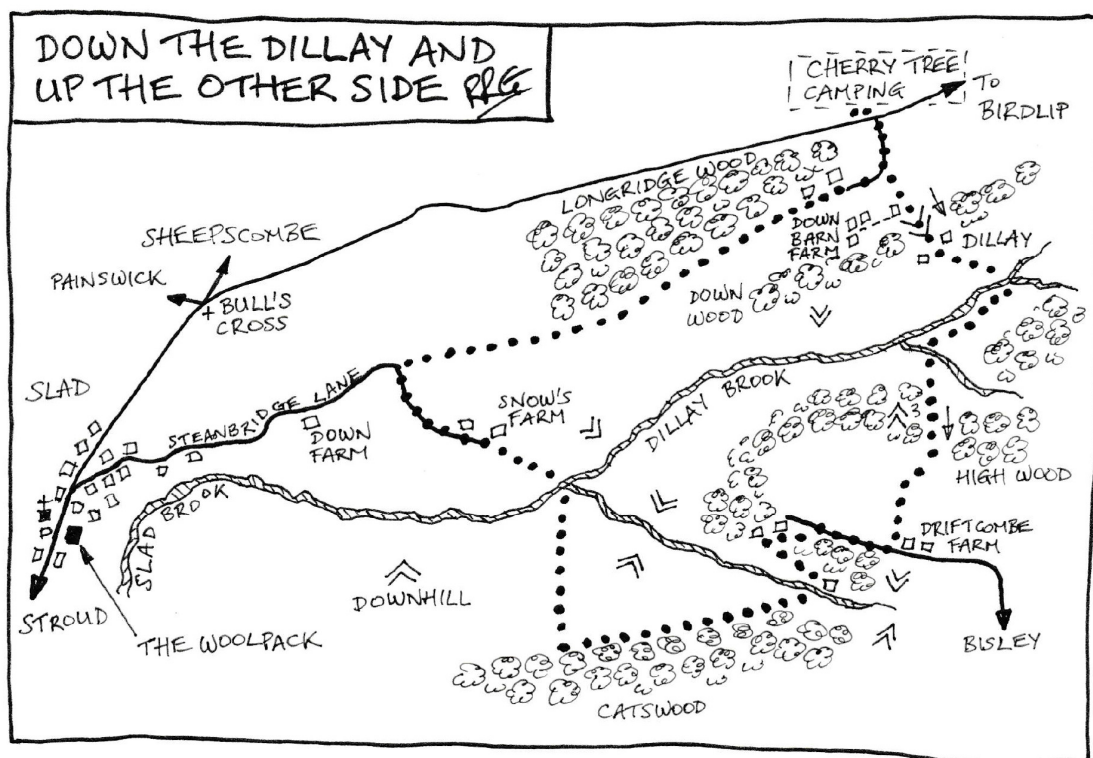 DOWN THE DILLAY AND
UP THE OTHER SIDE RRG
CHERRY TREE
CAMPING
To
BIRDLIP
LONGRIDGE WOOD
SHEEPSCOMBE
PAINSWICK
BULL'S
CROSS
DOWN
BARN
FARM
DILLAY
DOWN
WOOD
SLAD
STEANBRIDGE LANE
DOWN
FARM
SNOW'S
FARM
DILLAY BROOK
HIGH WOOD
SLAD BROOK
DRIFTCOMBE
FARM
DOWNHILL
STROUD
THE WOOLPACK
BISLEY
CATSWOOD